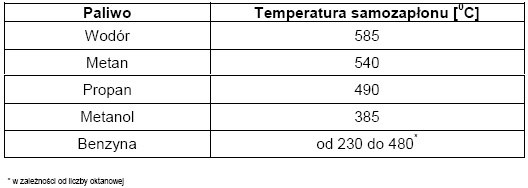 Paliwo Temperatura samozapłonu [⁰C]
Wodór 585
Metan 540
Propan 490
Metanol 385
Benzyna od 230 do 480*
* w zależności od liczby oktanowej